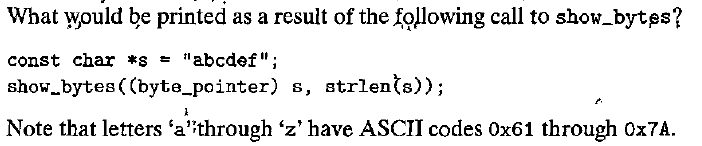 What would be printed as a result of the following call to show_bytes?
const char *s = "abcdef";
show_bytes((byte_pointer) s, strlen(s));
Note that letters ‘a’ through ‘z’ have ASCII codes 0x61 through 0x7A.